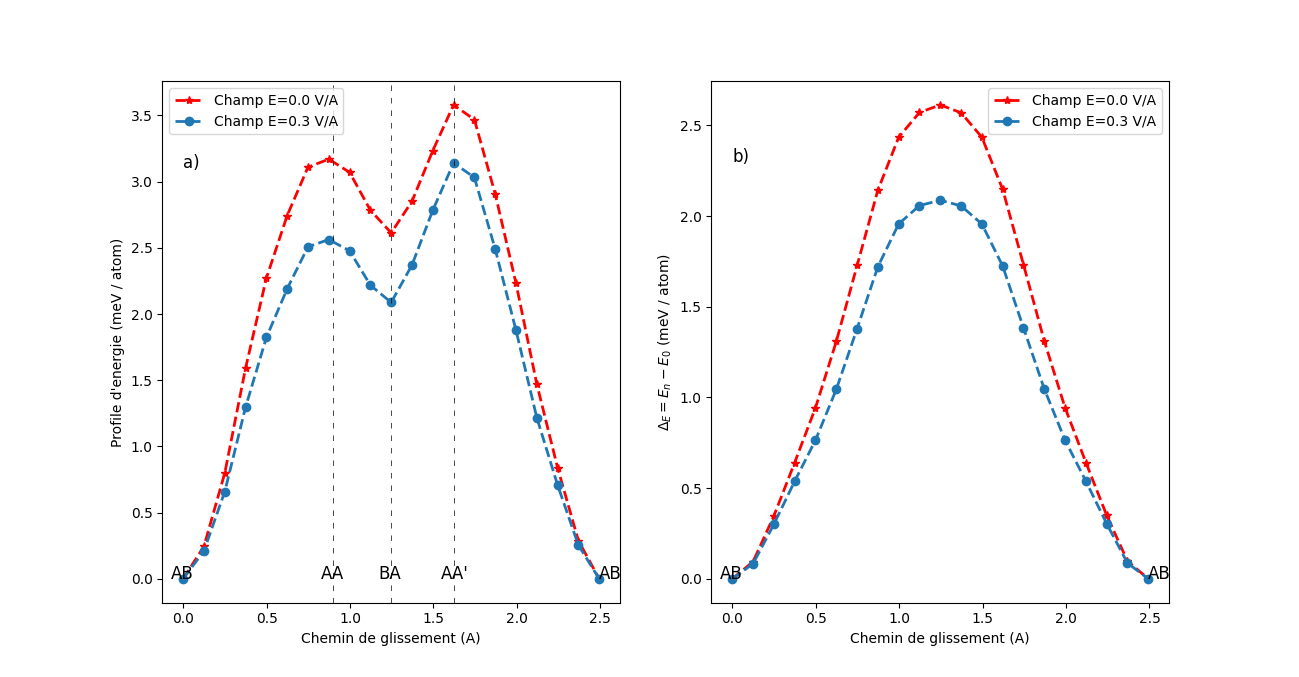 Champ E=0.0 V/A
Champ E=0.3 V/A
a)
Profile d'energie (meV / atom)
3.5
3.0
2.5
2.0
1.5
1.0
0.5
0.0
AB
AA
BA
AA'
AB
0.0
0.5
1.0
1.5
2.0
2.5
Chemin de glissement (A)
Champ E=0.0 V/A
Champ E=0.3 V/A
b)
Δ_E = E_n − E_0 (meV / atom)
2.5
2.0
1.5
1.0
0.5
0.0
AB
AB
0.0
0.5
1.0
1.5
2.0
2.5
Chemin de glissement (A)